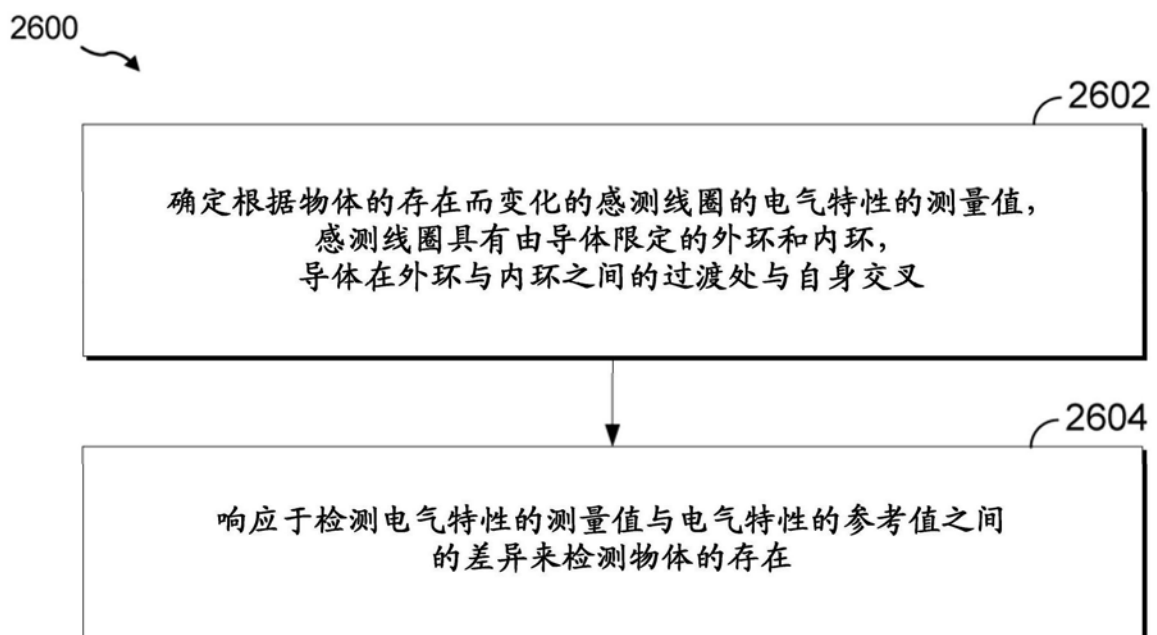 2600
2602
确定根据物体的存在而变化的感测线圈的电气特性的测量值，
感测线圈具有由导体限定的外环和内环，
导体在外环与内环之间的过渡处与自身交叉
2604
响应于检测电气特性的测量值与电气特性的参考值之间
的差异来检测物体的存在